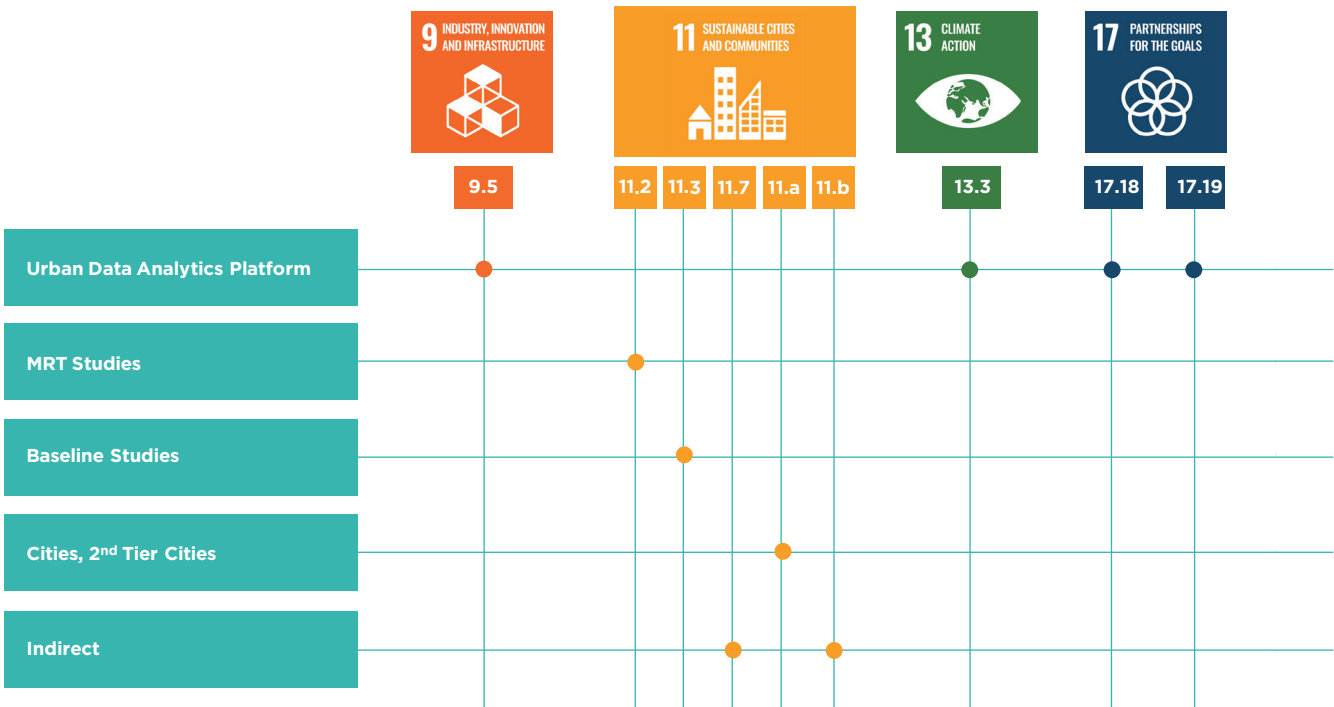 9 INDUSTRY, INNOVATION
AND INFRASTRUCTURE
11 SUSTAINABLE CITIES
AND COMMUNITIES
13 CLIMATE
ACTION
17 PARTNERSHIPS
FOR THE GOALS
9.5
11.2
11.3
11.7
11.a
11.b
13.3
17.18
17.19
Urban Data Analytics Platform
MRT Studies
Baseline Studies
Cities, 2nd Tier Cities
Indirect